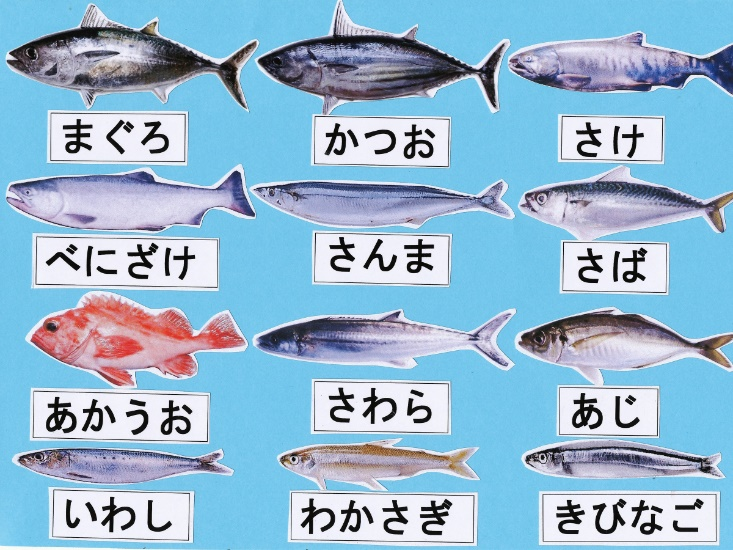 まぐろ
かつお
さけ
べにざけ
さんま
さば
あかうお
さわら
あじ
いわし
わかさぎ
きびなご